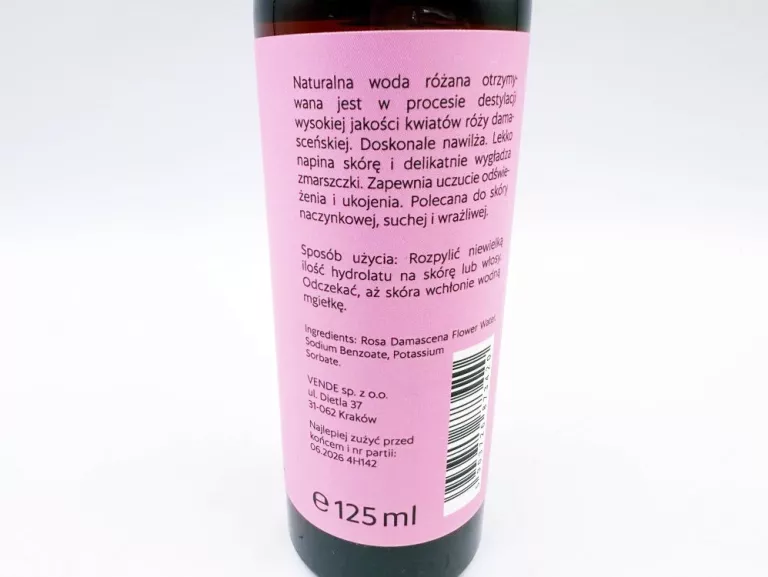 Naturalna woda różana otrzymy-
wana jest w procesie destylacji
wysokiej jakości kwiatów róży dama-
sceńskiej. Doskonale nawilża. Lekko
napina skórę i delikatnie wygładza
zmarszczki. Zapewnia uczucie odświe-
żenia i ukojenia. Polecana do skóry
naczynkowej, suchej i wrażliwej.
Sposób użycia: Rozpylić niewielką
ilość hydrolatu na skórę lub włosy.
Odczekać, aż skóra wchłonie wodną
mgiełkę.
Ingredients: Rosa Damascena Flower Water,
Sodium Benzoate, Potassium
Sorbate.
VENDE sp. z o.o.
ul. Dietla 37
31-062 Kraków
Najlepiej zużyć przed
końcem i nr partii:
06.2026 4H142
e 125 ml